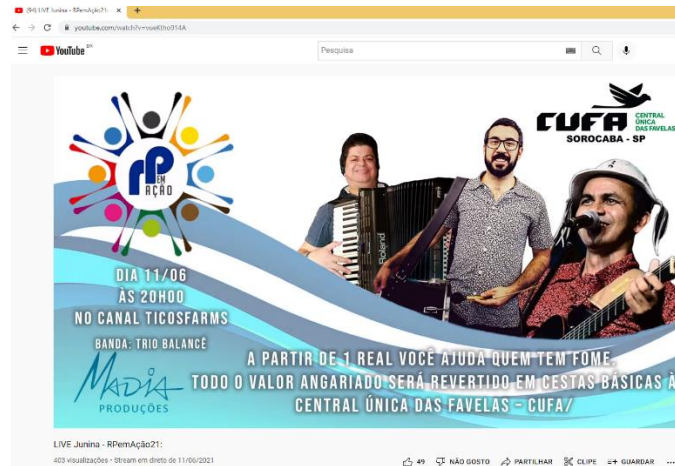 (94) LIVE Junina - RPemAção21:
youtube.com/watch?v=vueKtho914A
YouTube BR
Pesquisa
RP EM AÇÃO
CUFA
CENTRAL
ÚNICA
DAS FAVELAS
SOROCABA - SP
Roland
DIA 11/06
ÀS 20H00
NO CANAL TICOSFARMS
BANDA: TRIO BALANCÊ
MADIA
PRODUÇÕES
A PARTIR DE 1 REAL VOCÊ AJUDA QUEM TEM FOME.
TODO O VALOR ANGARIADO SERÁ REVERTIDO EM CESTAS BÁSICAS À
CENTRAL ÚNICA DAS FAVELAS - CUFA/
LIVE Junina - RPemAção21:
403 visualizações • Stream em direto de 11/06/2021
49 NÃO GOSTO PARTILHAR CLIPE GUARDAR ...